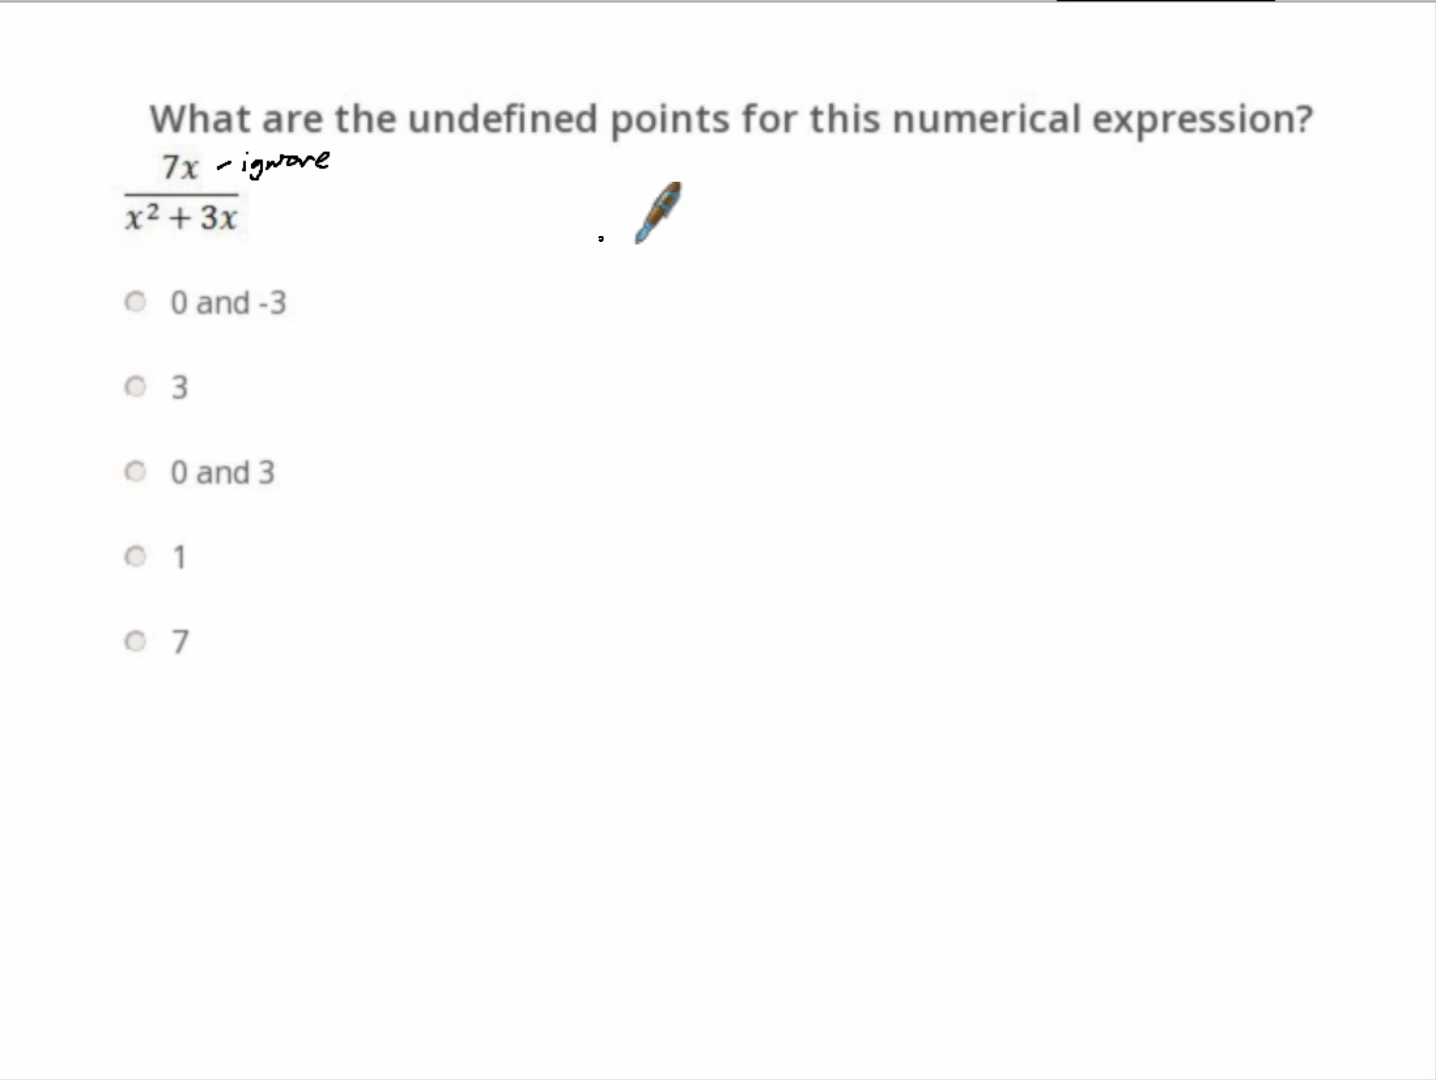 What are the undefined points for this numerical expression?
7x - ignore
x² + 3x
0 and -3
3
0 and 3
1
7